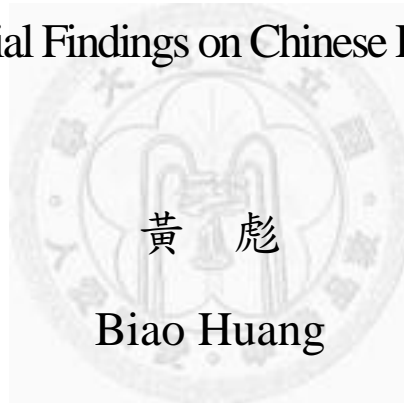 ial Findings on Chinese
黃 彪
Biao Huang